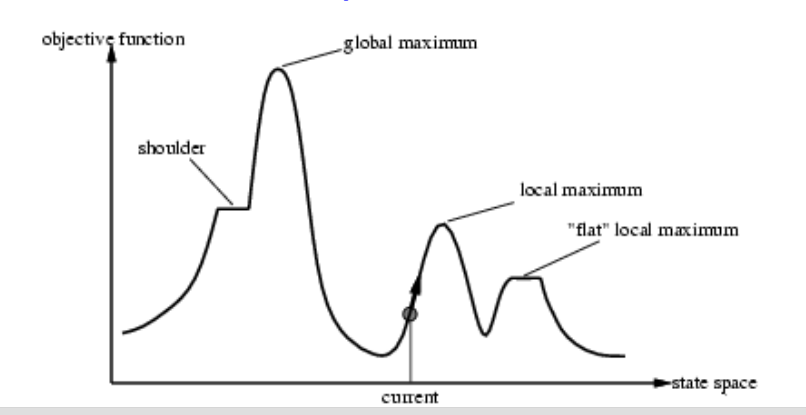 objective function
global maximum
shoulder
local maximum
"flat" local maximum
state space
current